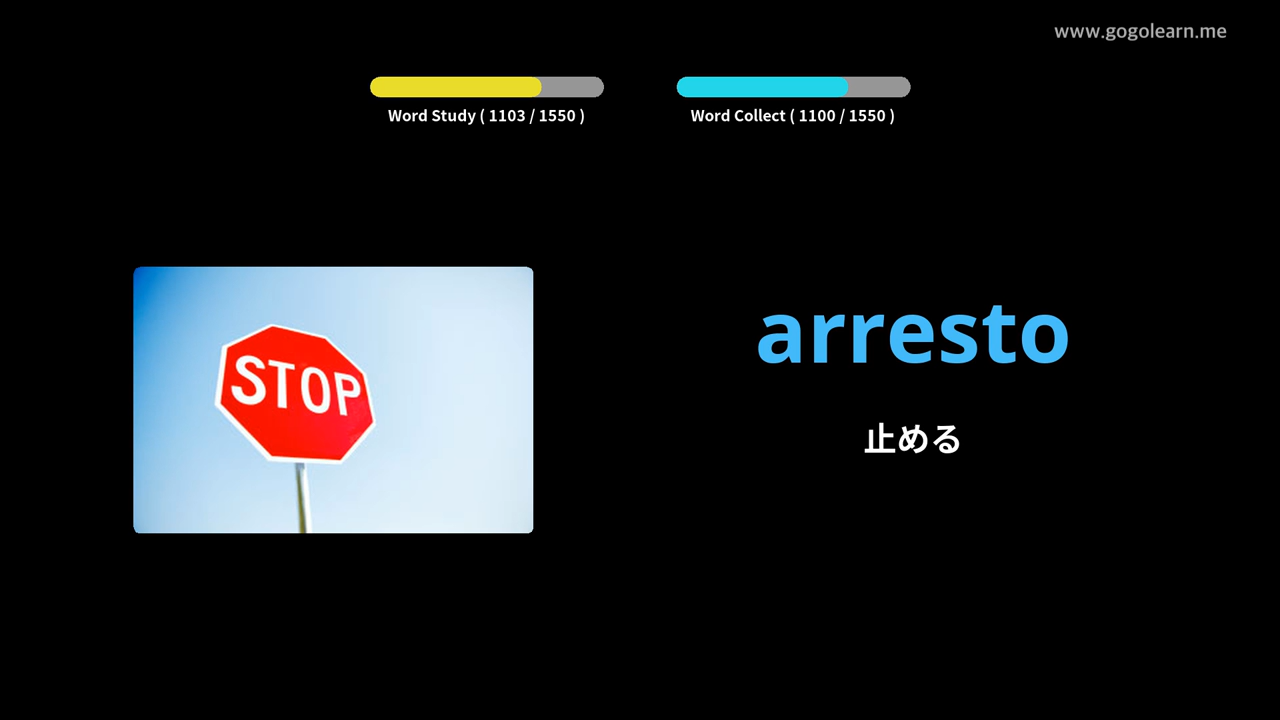 www.gogolearn.me
Word Study ( 1103 / 1550 )
Word Collect ( 1100 / 1550 )
STOP
arresto
止める